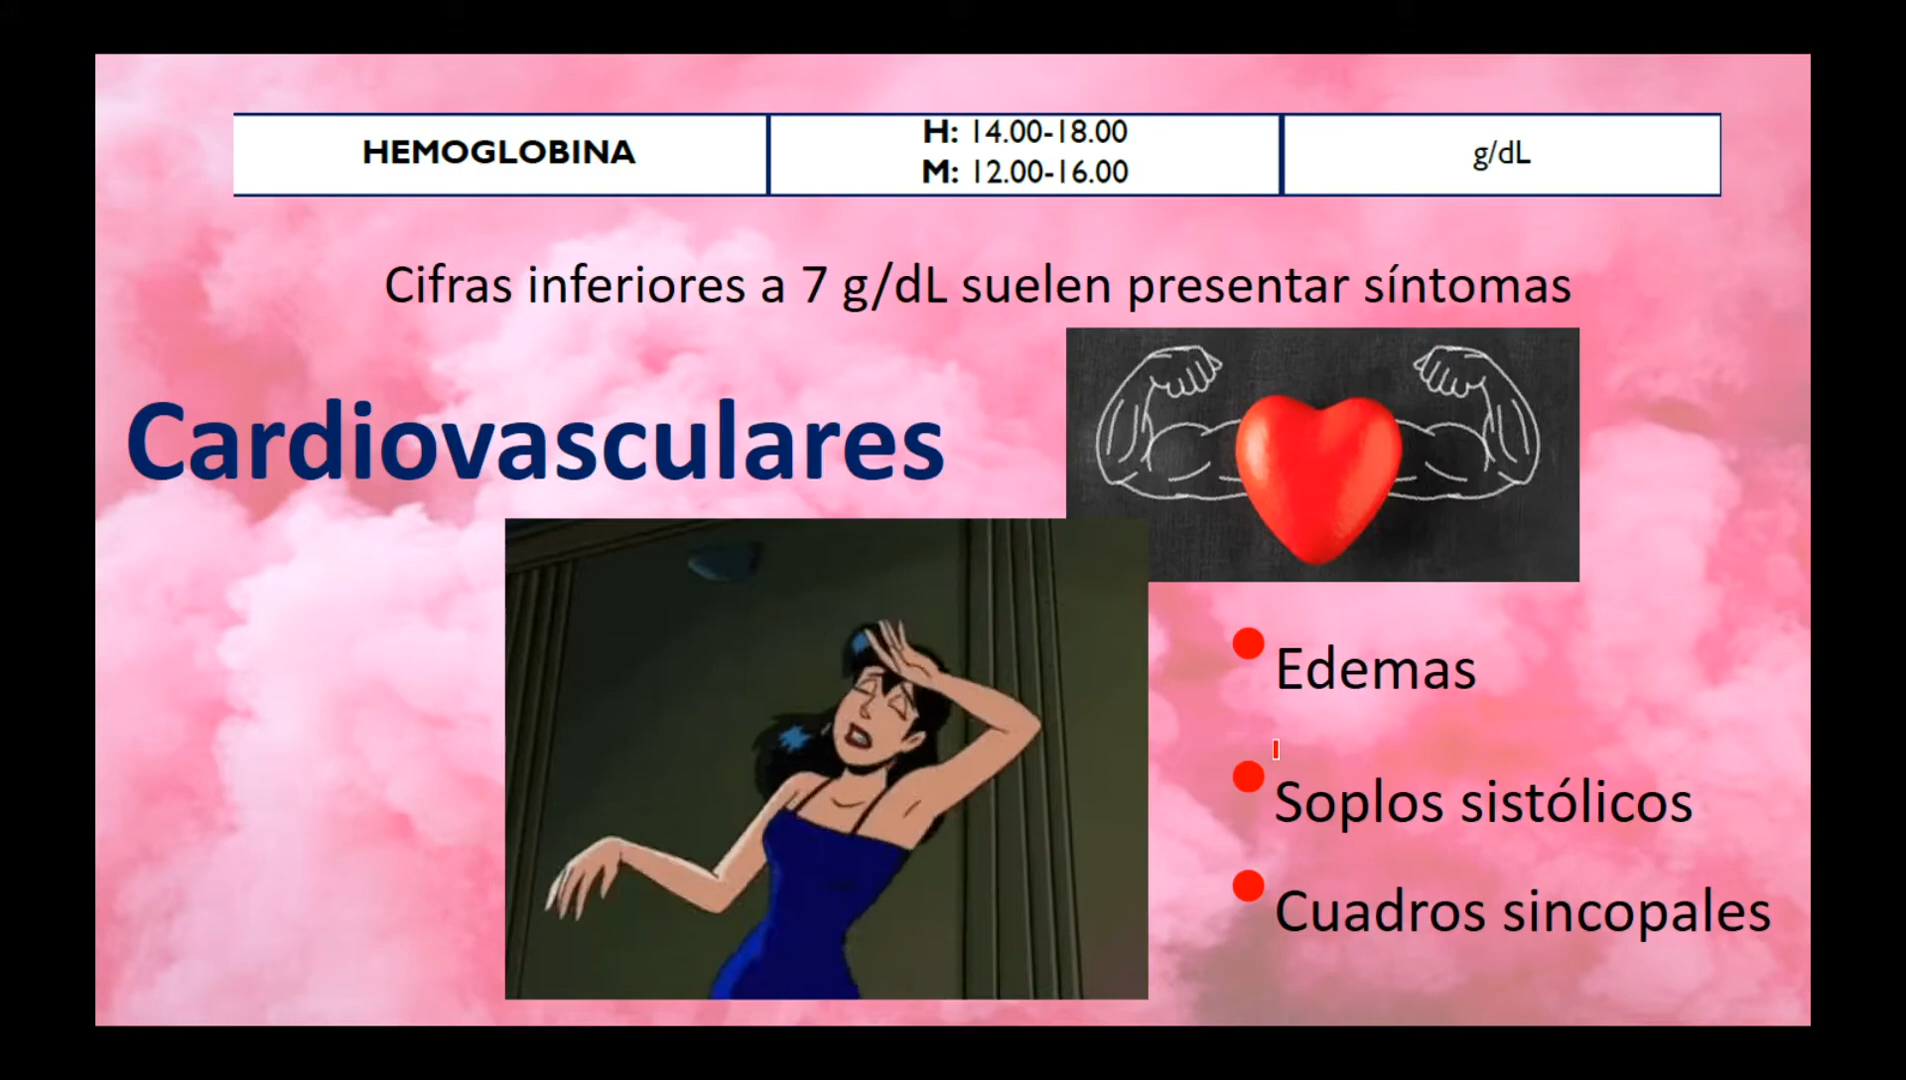 HEMOGLOBINA
H: 14.00-18.00
M: 12.00-16.00
g/dL
Cifras inferiores a 7 g/dL suelen presentar síntomas
Cardiovasculares
Edemas
Soplos sistólicos
Cuadros sincopales